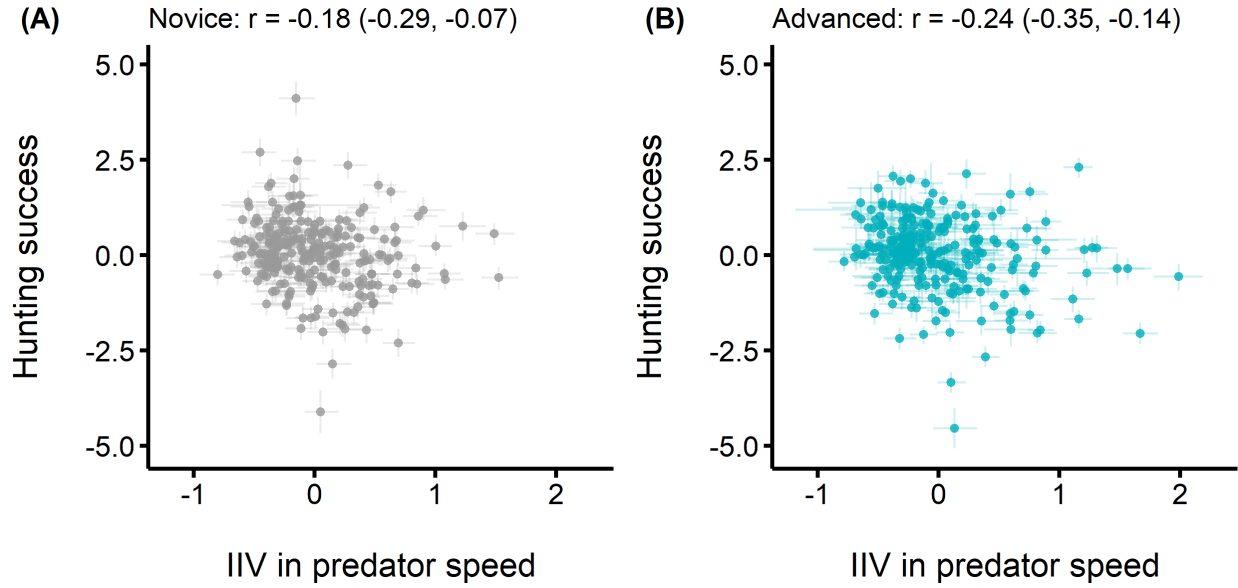 (A) Novice: r = -0.18 (-0.29, -0.07)
Hunting success
5.0
2.5
0.0
-2.5
-5.0
-1 0 1 2
IIV in predator speed
(B) Advanced: r = -0.24 (-0.35, -0.14)
Hunting success
5.0
2.5
0.0
-2.5
-5.0
-1 0 1 2
IIV in predator speed